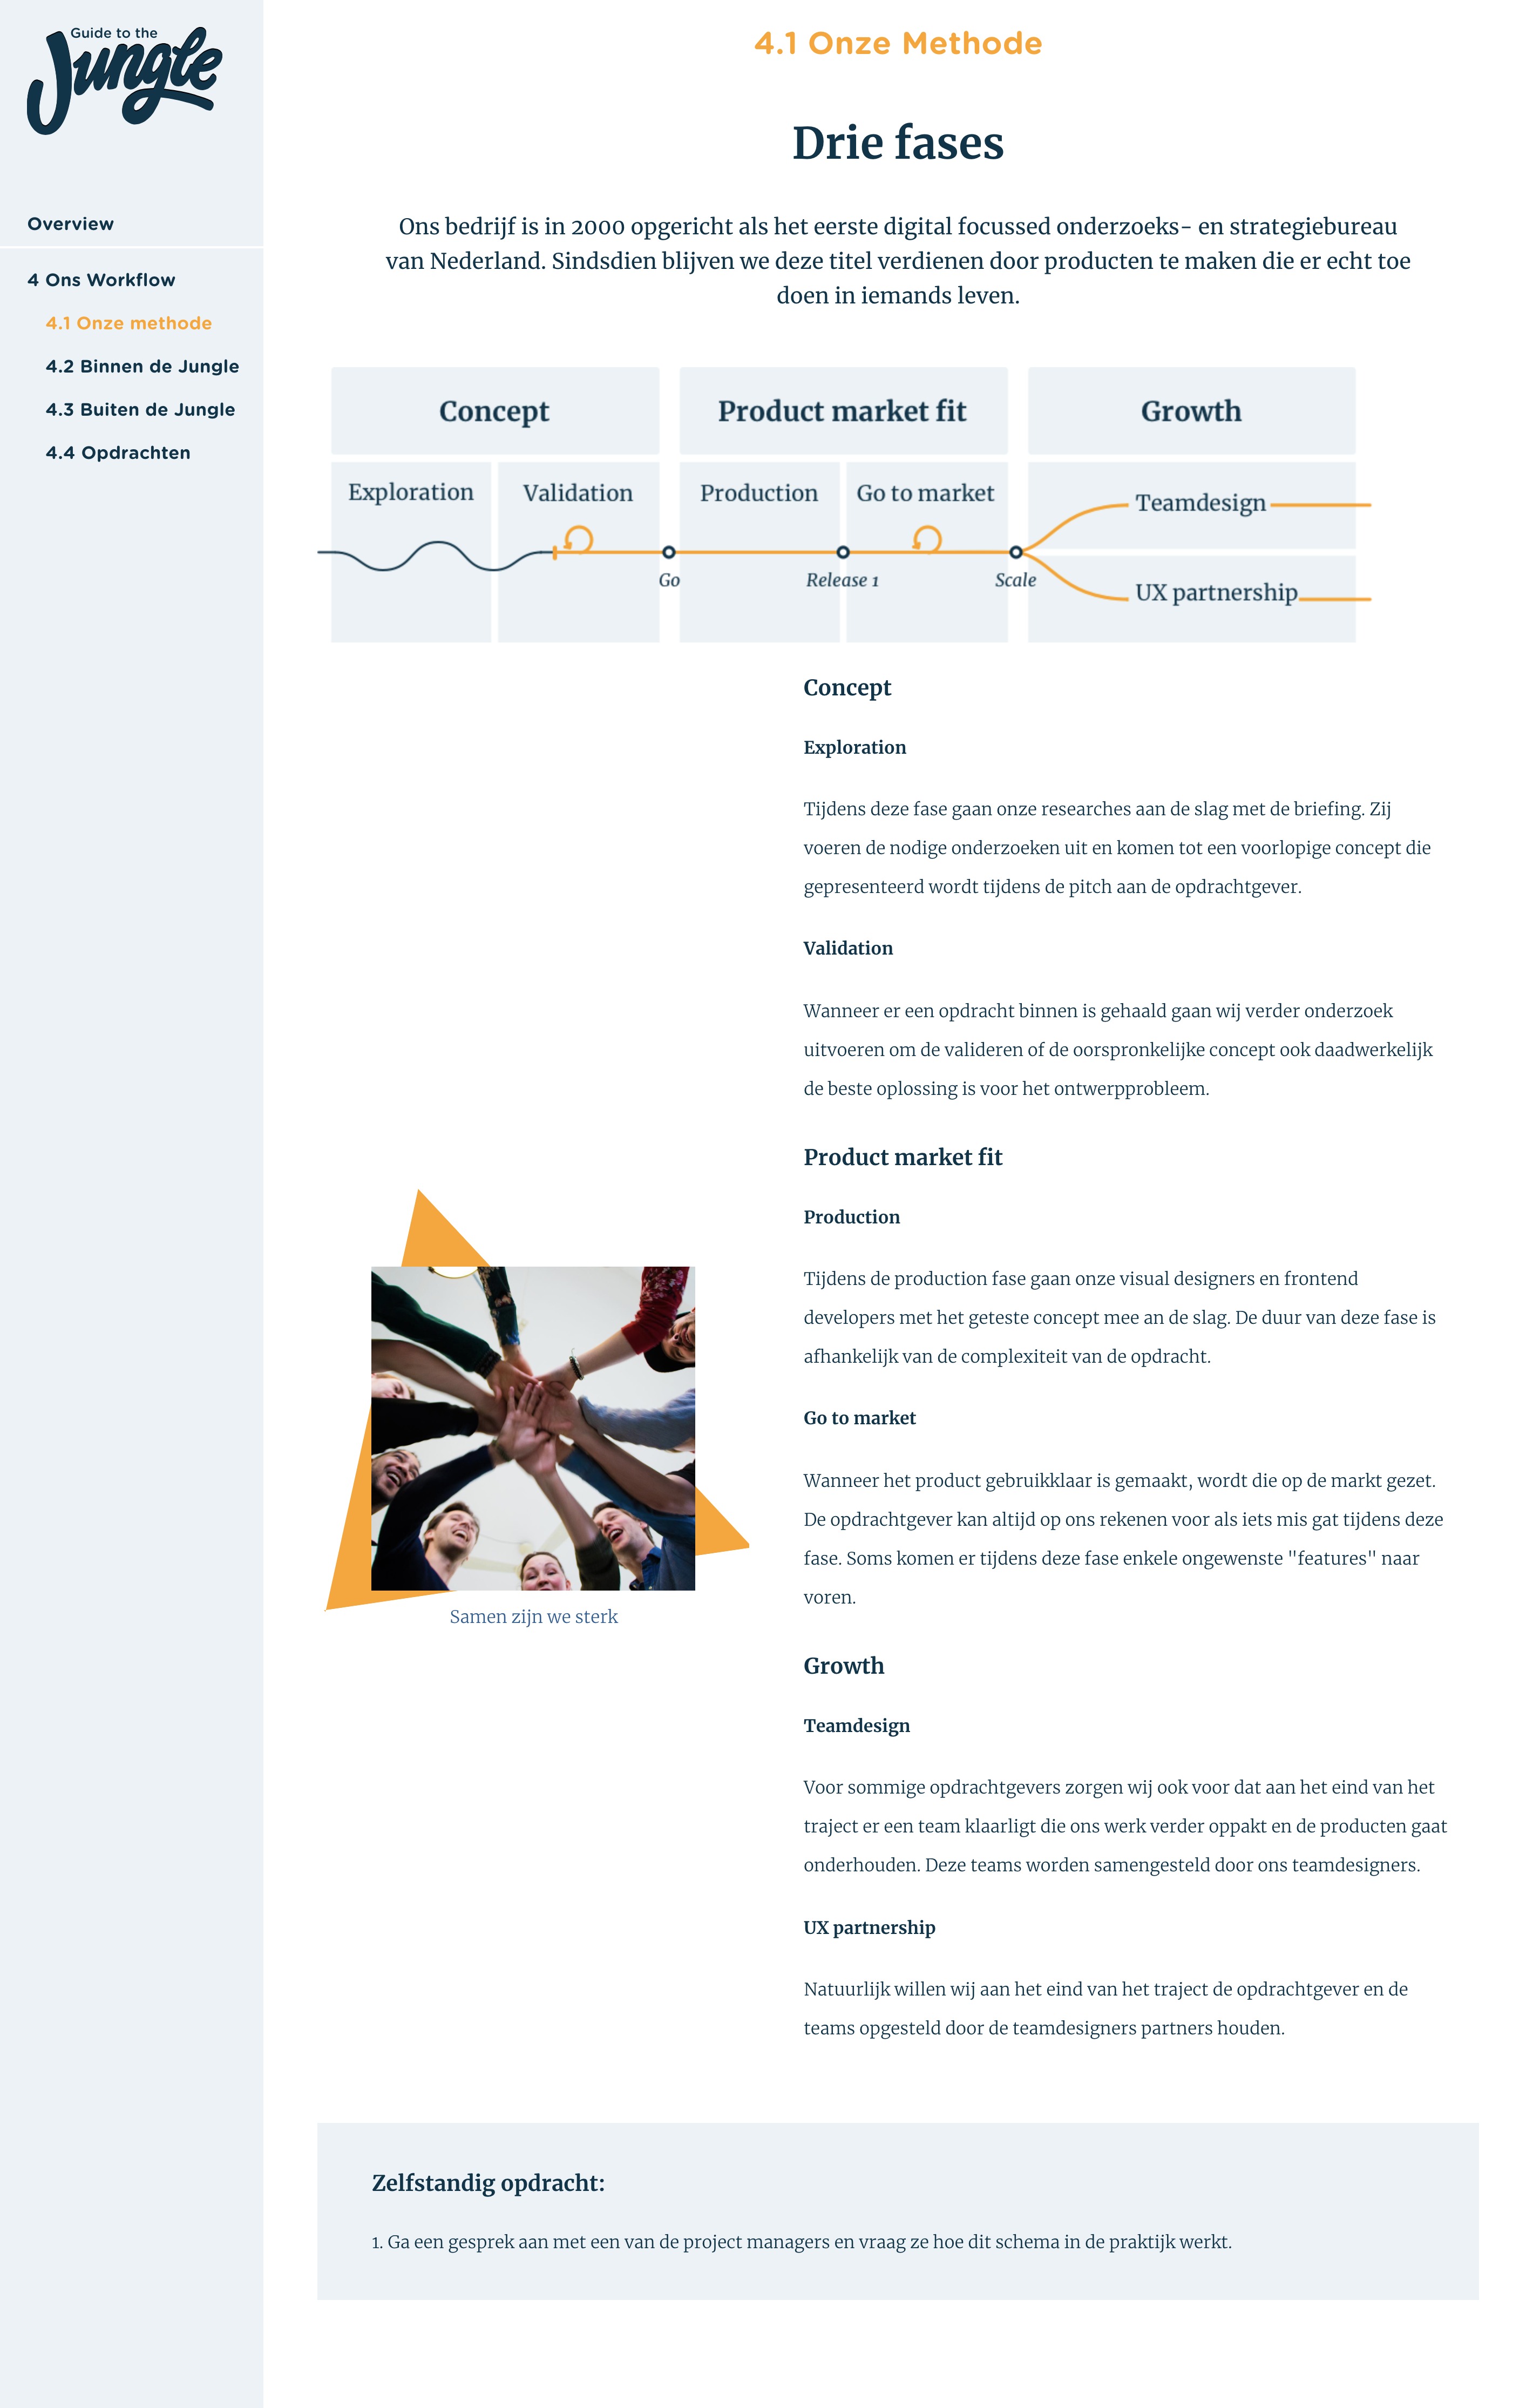 Guide to the
Jungle
Overview
4 Ons Workflow
4.1 Onze methode
4.2 Binnen de Jungle
4.3 Buiten de Jungle
4.4 Opdrachten
4.1 Onze Methode
Drie fases
Ons bedrijf is in 2000 opgericht als het eerste digital focussed onderzoeks- en strategiebureau
van Nederland. Sindsdien blijven we deze titel verdienen door producten te maken die er echt toe
doen in iemands leven.
Concept
Product market fit
Growth
Exploration
Validation
Production
Go to market
Teamdesign
Go
Release 1
Scale
UX partnership
Concept
Exploration
Tijdens deze fase gaan onze researches aan de slag met de briefing. Zij
voeren de nodige onderzoeken uit en komen tot een voorlopige concept die
gepresenteerd wordt tijdens de pitch aan de opdrachtgever.
Validation
Wanneer er een opdracht binnen is gehaald gaan wij verder onderzoek
uitvoeren om de valideren of de oorspronkelijke concept ook daadwerkelijk
de beste oplossing is voor het ontwerpprobleem.
Product market fit
Production
Tijdens de production fase gaan onze visual designers en frontend
developers met het geteste concept mee an de slag. De duur van deze fase is
afhankelijk van de complexiteit van de opdracht.
Go to market
Wanneer het product gebruikklaar is gemaakt, wordt die op de markt gezet.
De opdrachtgever kan altijd op ons rekenen voor als iets mis gat tijdens deze
fase. Soms komen er tijdens deze fase enkele ongewenste "features" naar
voren.
Samen zijn we sterk
Growth
Teamdesign
Voor sommige opdrachtgevers zorgen wij ook voor dat aan het eind van het
traject er een team klaarligt die ons werk verder oppakt en de producten gaat
onderhouden. Deze teams worden samengesteld door ons teamdesigners.
UX partnership
Natuurlijk willen wij aan het eind van het traject de opdrachtgever en de
teams opgesteld door de teamdesigners partners houden.
Zelfstandig opdracht:
1. Ga een gesprek aan met een van de project managers en vraag ze hoe dit schema in de praktijk werkt.